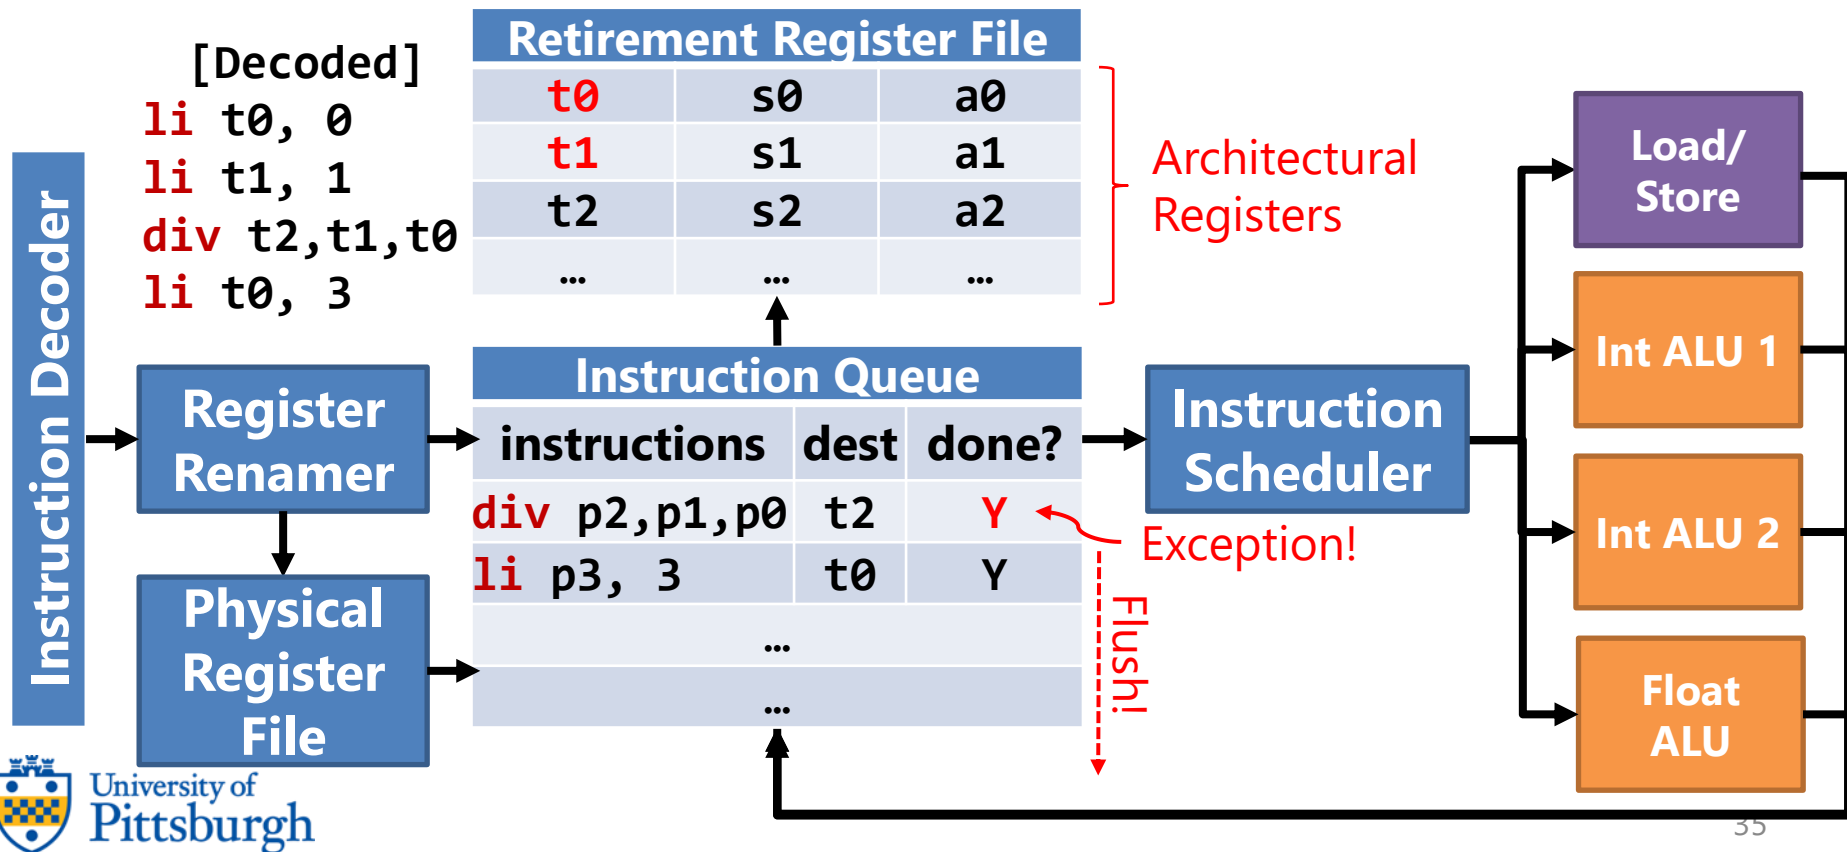 [Decoded]
li t0, 0
li t1, 1
div t2,t1,t0
li t0, 3
Instruction Decoder
Retirement Register File
t0 s0 a0
t1 s1 a1
t2 s2 a2
… … …
Architectural
Registers
Register
Renamer
Physical
Register
File
Instruction Queue
instructions dest done?
div p2,p1,p0 t2 Y
li p3, 3 t0 Y
…
…
Exception!
Flush!
Instruction
Scheduler
Load/
Store
Int ALU 1
Int ALU 2
Float
ALU
University of
Pittsburgh
35